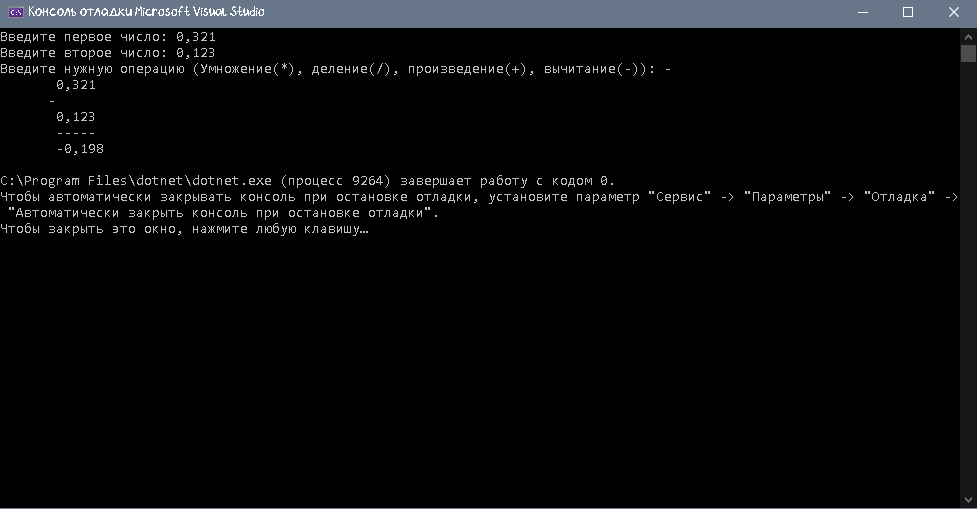 Консоль отладки Microsoft Visual Studio
Введите первое число: 0,321
Введите второе число: 0,123
Введите нужную операцию (Умножение(*), деление(/), произведение(+), вычитание(-)): -
0,321
-
0,123
-----
-0,198
C:\Program Files\dotnet\dotnet.exe (процесс 9264) завершает работу с кодом 0.
Чтобы автоматически закрывать консоль при остановке отладки, установите параметр "Сервис" -> "Параметры" -> "Отладка" ->
"Автоматически закрыть консоль при остановке отладки".
Чтобы закрыть это окно, нажмите любую клавишу…